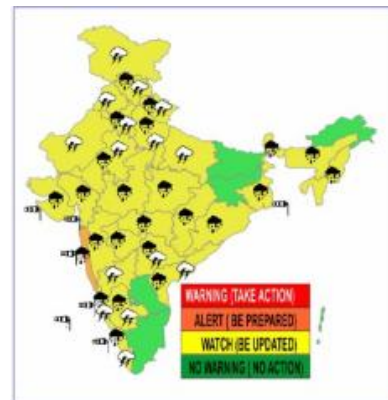 WARNING (TAKE ACTION)
ALERT ( BE PREPARED)
WATCH (BE UPDATED)
NO WARNING ( NO ACTION)